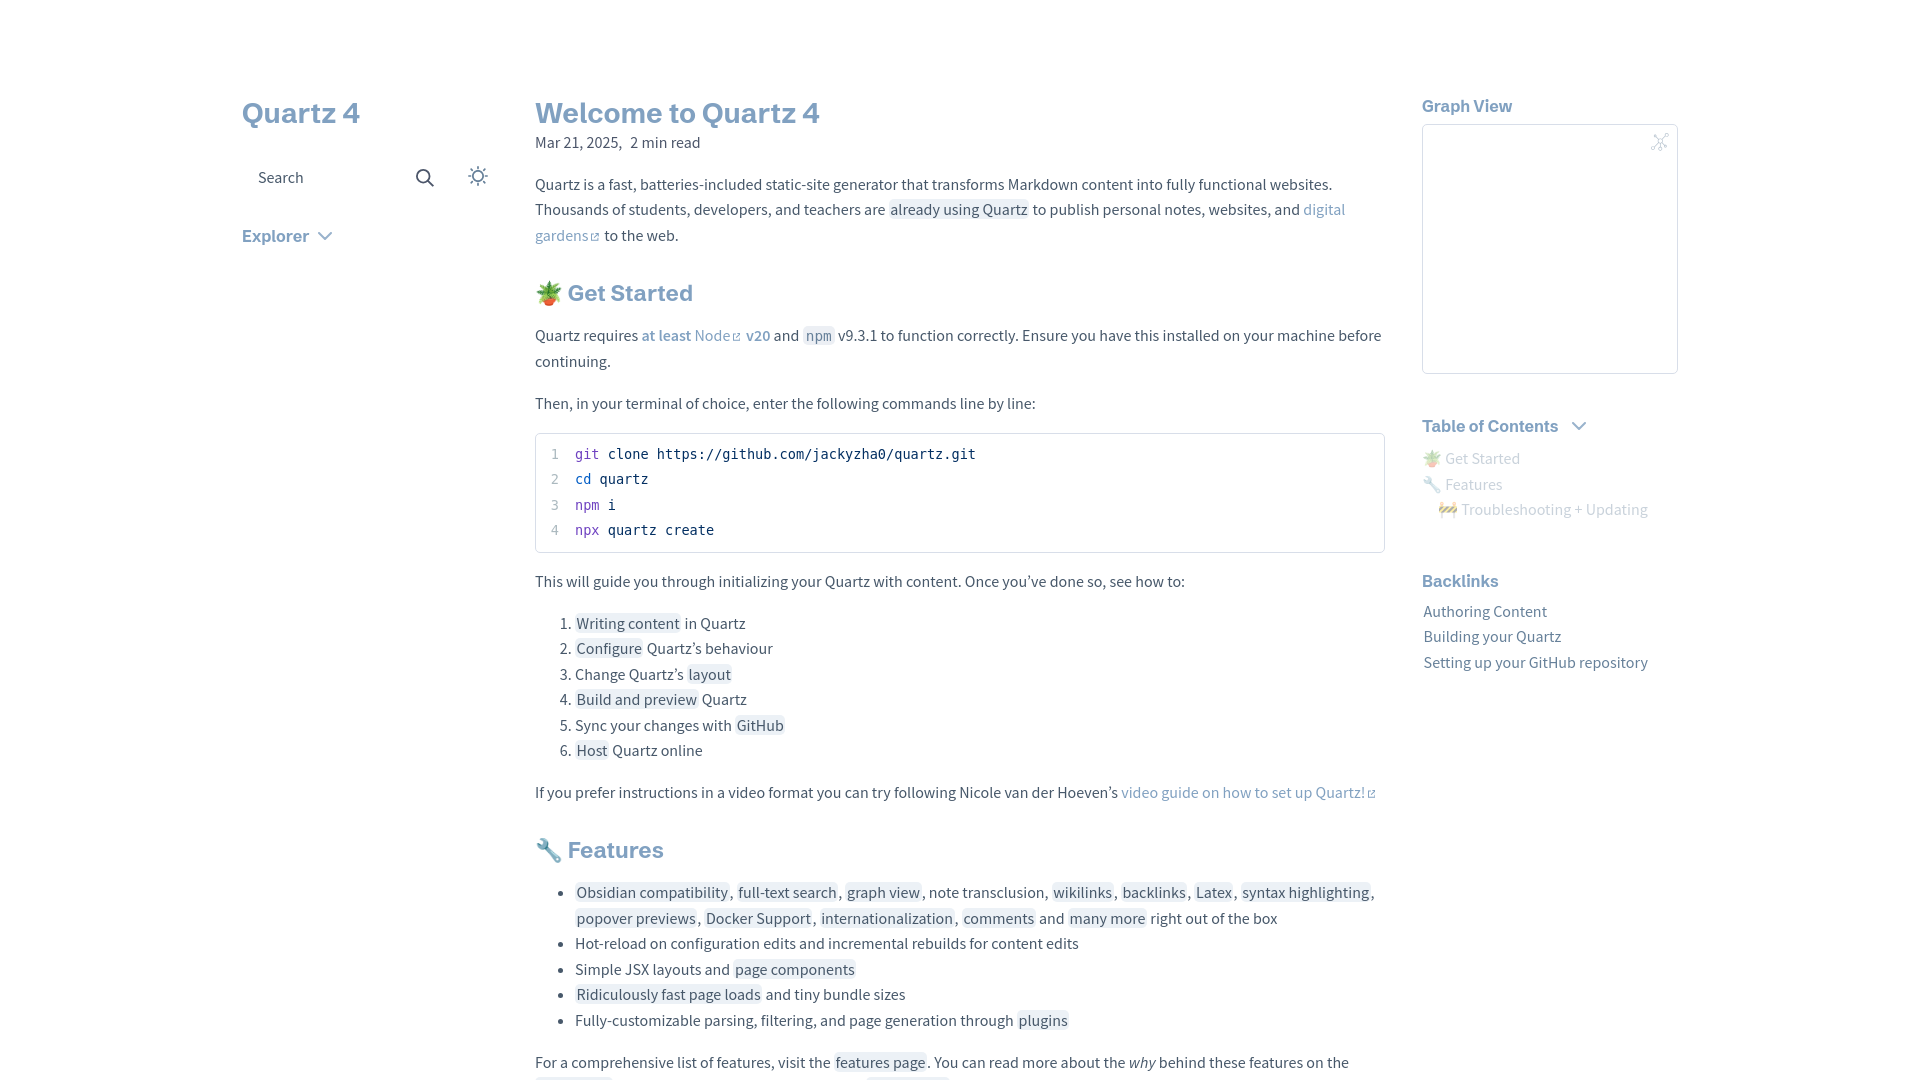 Quartz 4
Search
Explorer
Welcome to Quartz 4
Mar 21, 2025, 2 min read
Quartz is a fast, batteries-included static-site generator that transforms Markdown content into fully functional websites.
Thousands of students, developers, and teachers are already using Quartz to publish personal notes, websites, and digital
gardens to the web.
🪴 Get Started
Quartz requires at least Node v20 and npm v9.3.1 to function correctly. Ensure you have this installed on your machine before
continuing.
Then, in your terminal of choice, enter the following commands line by line:
1 git clone https://github.com/jackyzha0/quartz.git
2 cd quartz
3 npm i
4 npx quartz create
This will guide you through initializing your Quartz with content. Once you’ve done so, see how to:
1. Writing content in Quartz
2. Configure Quartz’s behaviour
3. Change Quartz’s layout
4. Build and preview Quartz
5. Sync your changes with GitHub
6. Host Quartz online
If you prefer instructions in a video format you can try following Nicole van der Hoeven’s video guide on how to set up Quartz!
🔧 Features
• Obsidian compatibility, full-text search, graph view, note transclusion, wikilinks, backlinks, Latex, syntax highlighting,
popover previews, Docker Support, internationalization, comments and many more right out of the box
• Hot-reload on configuration edits and incremental rebuilds for content edits
• Simple JSX layouts and page components
• Ridiculously fast page loads and tiny bundle sizes
• Fully-customizable parsing, filtering, and page generation through plugins
For a comprehensive list of features, visit the features page. You can read more about the why behind these features on the
Graph View
Table of Contents
🪴 Get Started
🔧 Features
🚧 Troubleshooting + Updating
Backlinks
Authoring Content
Building your Quartz
Setting up your GitHub repository